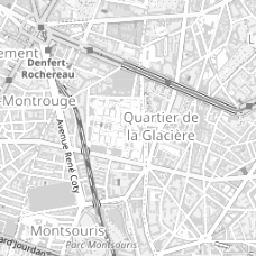 ement
Denfert-
Rochereau
Montrouge
Quartier de
la Glacière
Avenue René Coty
Montsouris
ard Jourdan
Parc Montsouris
L